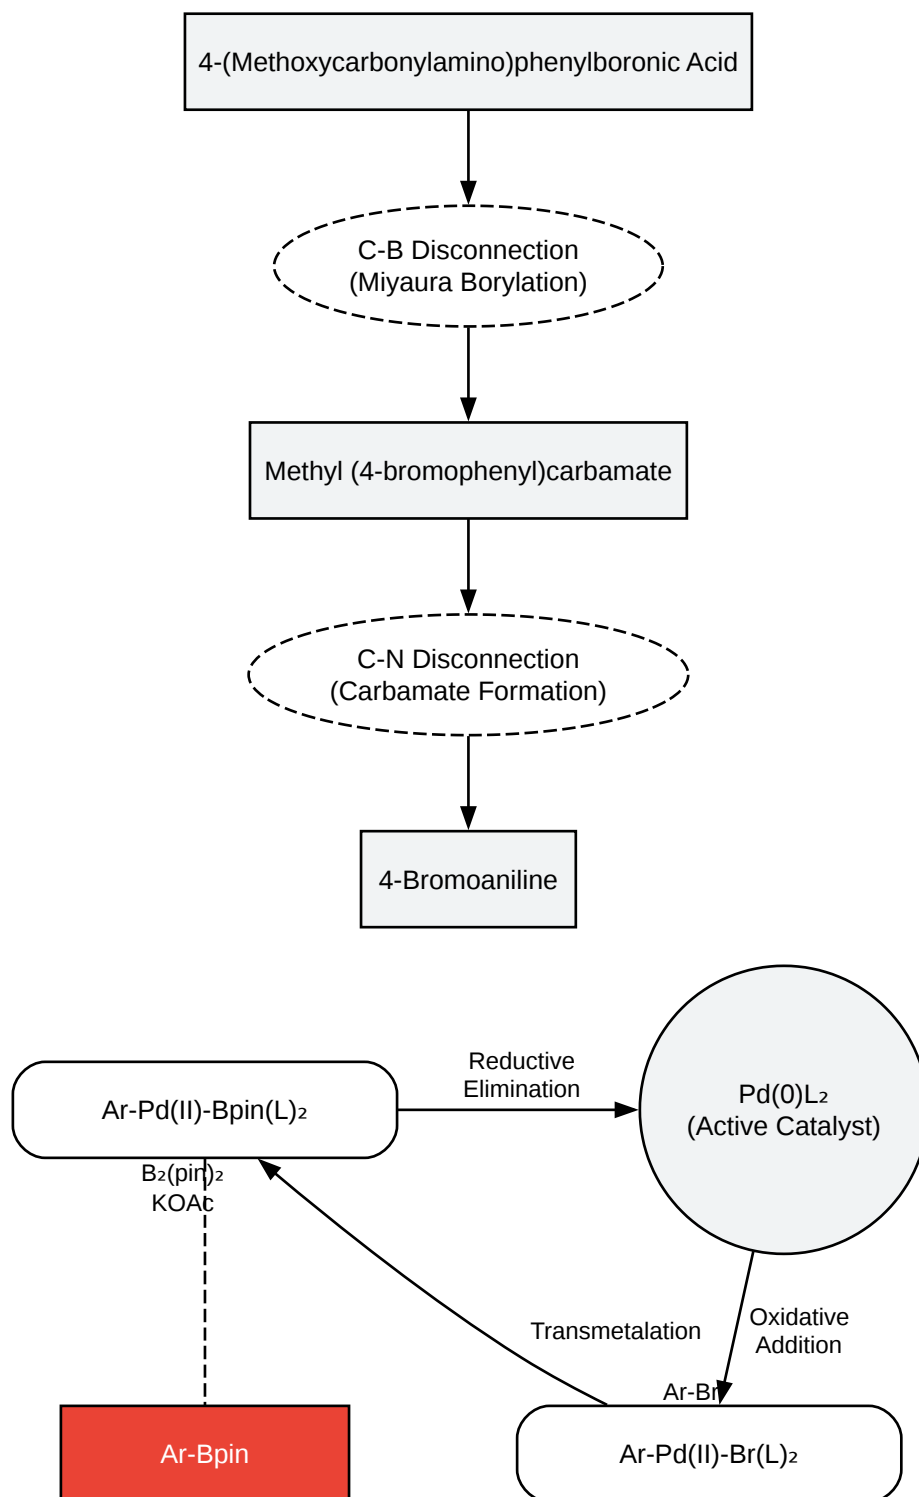 4-(Methoxycarbonylamino)phenylboronic Acid
C-B Disconnection
(Miyaura Borylation)
Methyl (4-bromophenyl)carbamate
C-N Disconnection
(Carbamate Formation)
4-Bromoaniline
Reductive
Elimination
Pd(0)L₂
(Active Catalyst)
Ar-Pd(II)-Bpin(L)₂
B₂(pin)₂
KOAc
Transmetalation
Oxidative
Addition
Ar-Br
Ar-Bpin
Ar-Pd(II)-Br(L)₂